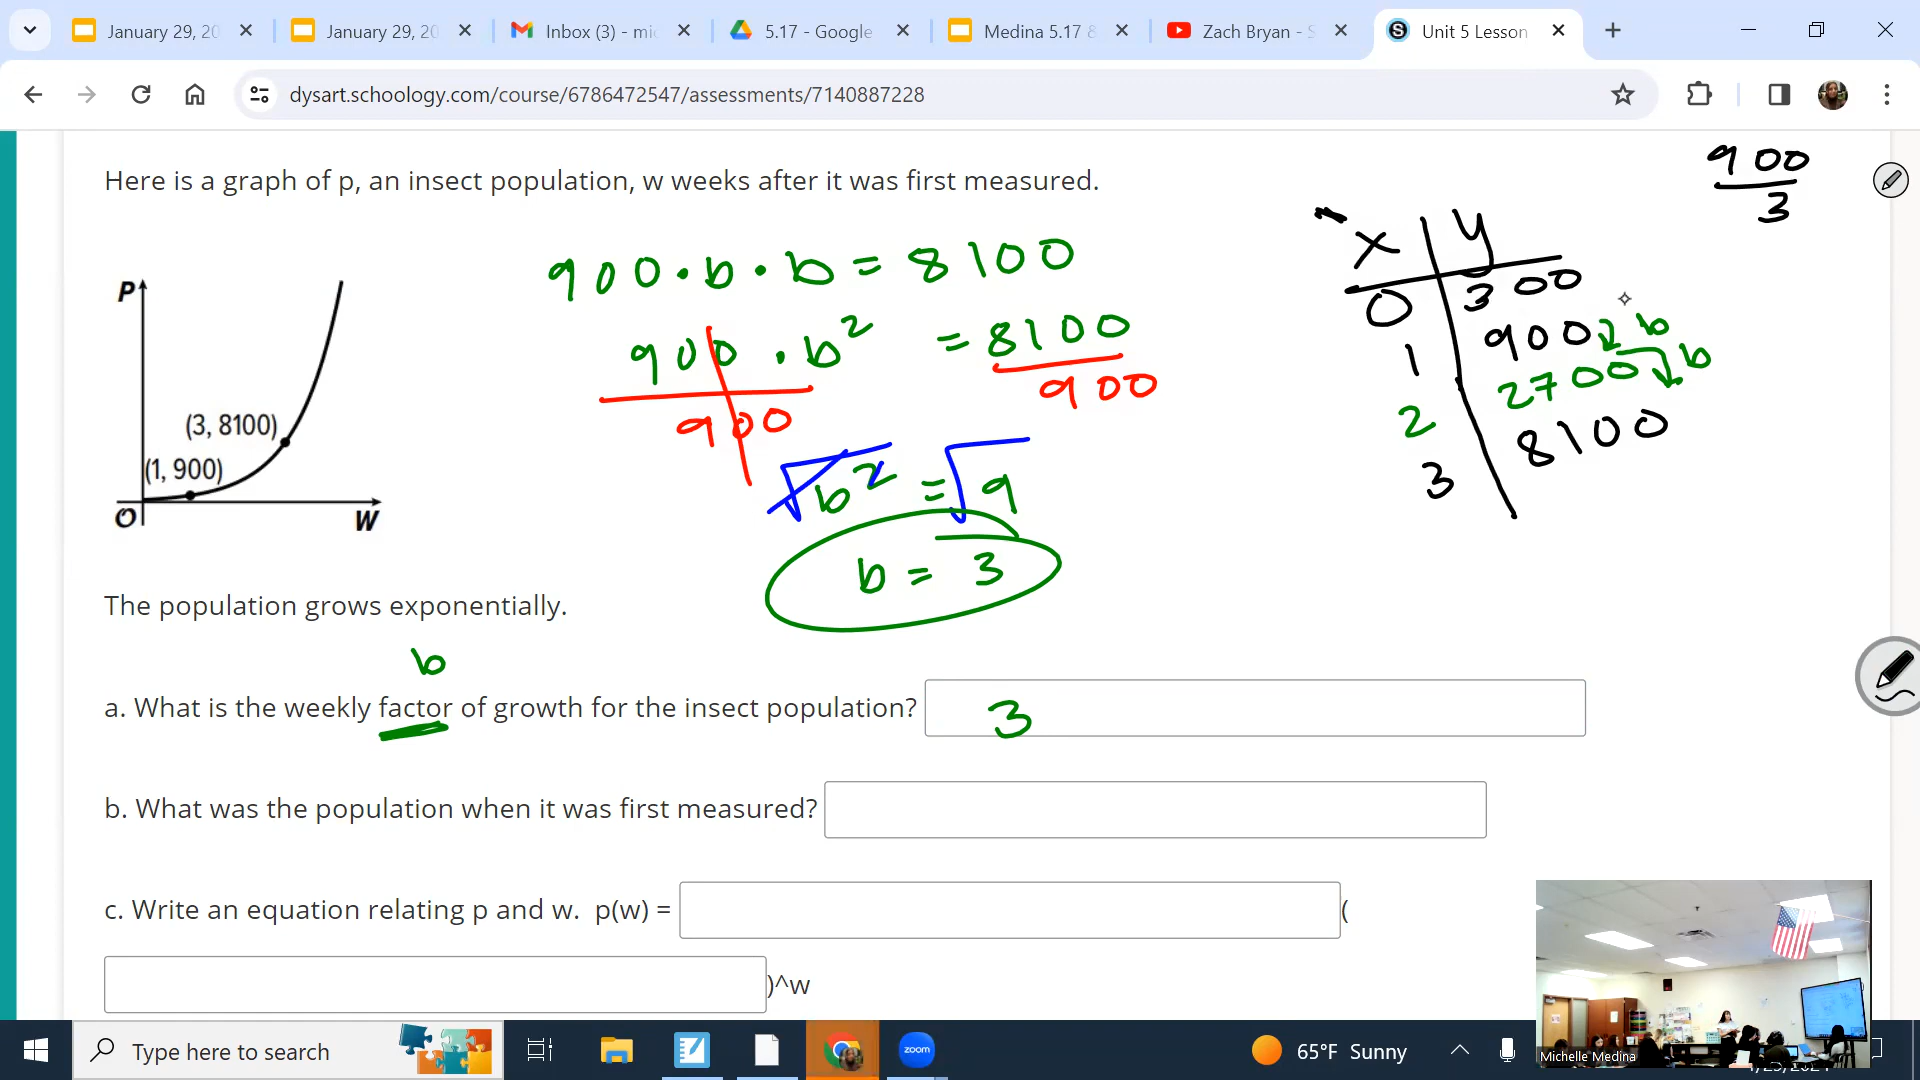 January 29, 20
January 29, 20
Inbox (3) - mic
5.17 - Google
Medina 5.17 8
Zach Bryan - S
Unit 5 Lesson
dysart.schoology.com/course/6786472547/assessments/7140887228
Here is a graph of p, an insect population, w weeks after it was first measured.
900
3
x y
0 300
1 900 b
2 2700 b
3 8100
900 · b · b = 8100
900 · b² = 8100
900 900
√b² = √9
b = 3
P
(3, 8100)
(1, 900)
O W
The population grows exponentially.
b
a. What is the weekly factor of growth for the insect population? 3
b. What was the population when it was first measured?
c. Write an equation relating p and w. p(w) = (
)^w
Michelle Medina
Type here to search
zoom
65°F Sunny